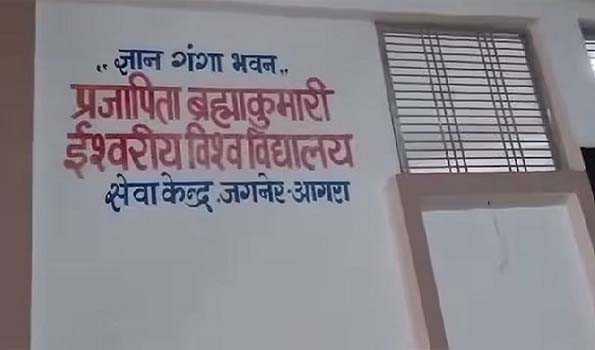 "ज्ञान गंगा भवन"
प्रजापिता ब्रह्माकुमारी
ईश्वरीय विश्व विद्यालय
सेवा केन्द्र, जगनेर-आगरा